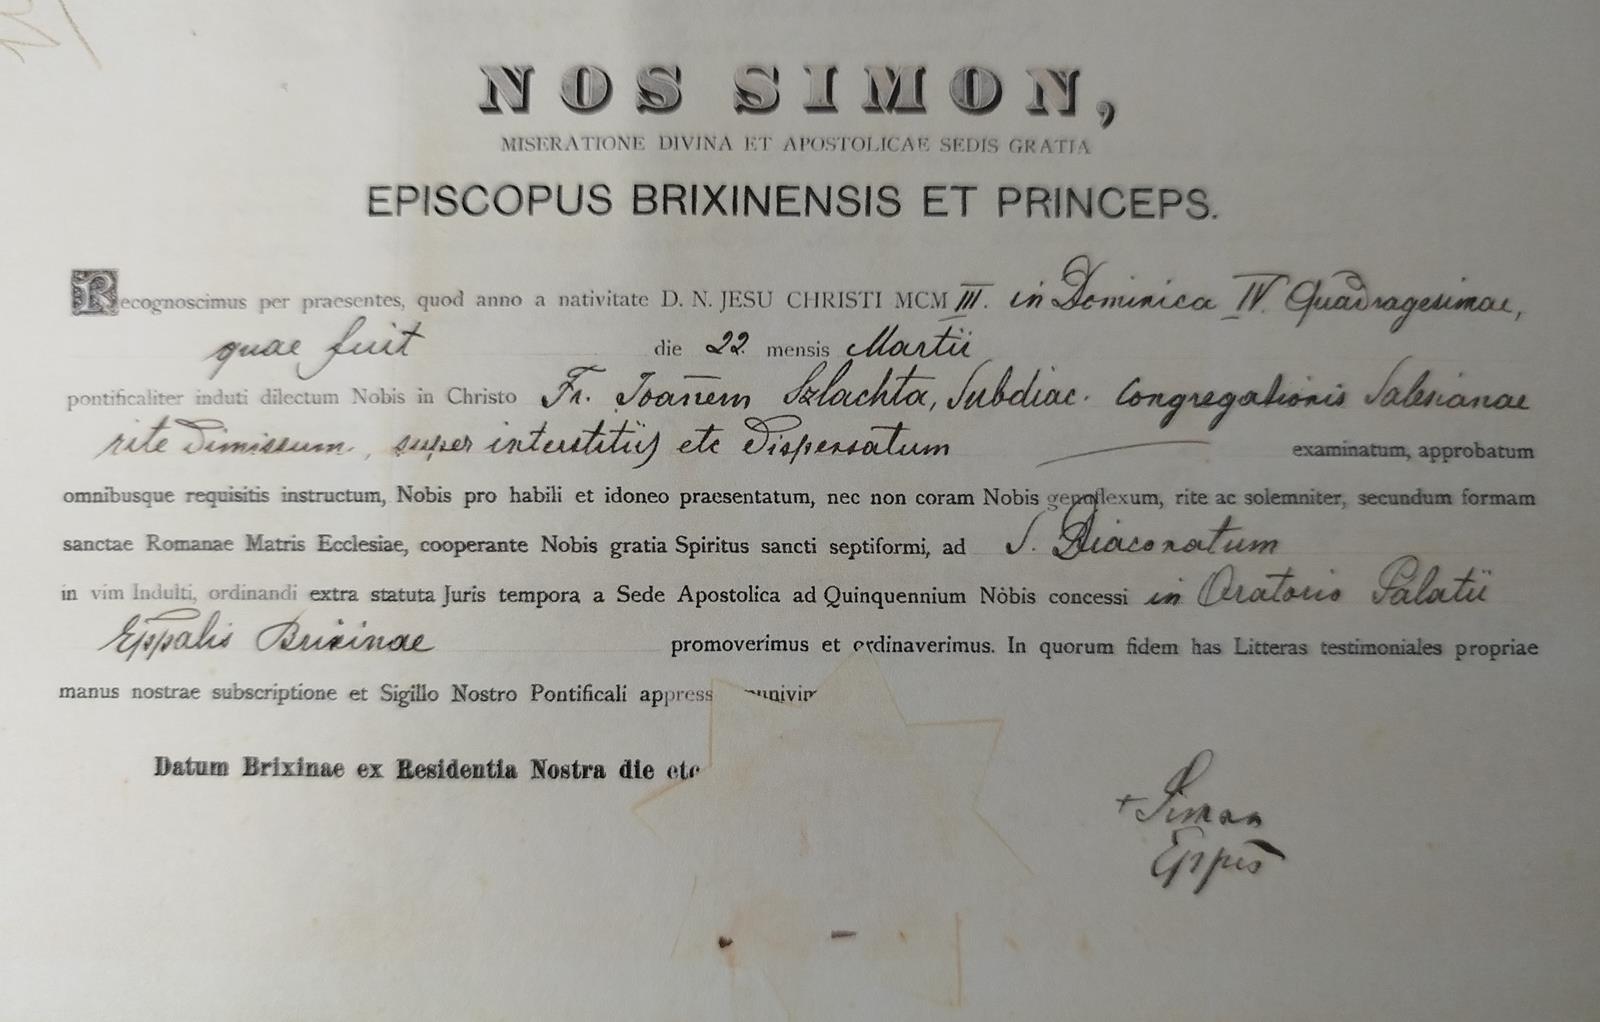 NOS SIMON,
MISERATIONE DIVINA ET APOSTOLICAE SEDIS GRATIA
EPISCOPUS BRIXINENSIS ET PRINCEPS.
Recognoscimus per praesentes, quod anno a nativitate D. N. JESU CHRISTI MCM III. in Dominica IV. Quadragesimae,
quae fuit die 22. mensis Martii
pontificaliter induti dilectum Nobis in Christo Fr. Joan̄em Szlachta, Subdiac. Congregationis Salesianae
rite dimissum, super interstitiis etc dispensatum examinatum, approbatum
omnibusque requisitis instructum, Nobis pro habili et idoneo praesentatum, nec non coram Nobis genuflexum, rite ac solemniter, secundum formam
sanctae Romanae Matris Ecclesiae, cooperante Nobis gratia Spiritus sancti septiformi, ad S. Diaconatum
in vim Indulti, ordinandi extra statuta Juris tempora a Sede Apostolica ad Quinquennium Nobis concessi in Oratorio Palatii
Eppalis Brixinae promoverimus et ordinaverimus. In quorum fidem has Litteras testimoniales propriae
manus nostrae subscriptione et Sigillo Nostro Pontificali
Datum Brixinae ex Residentia Nostra die etc
+ Simon
Eppus